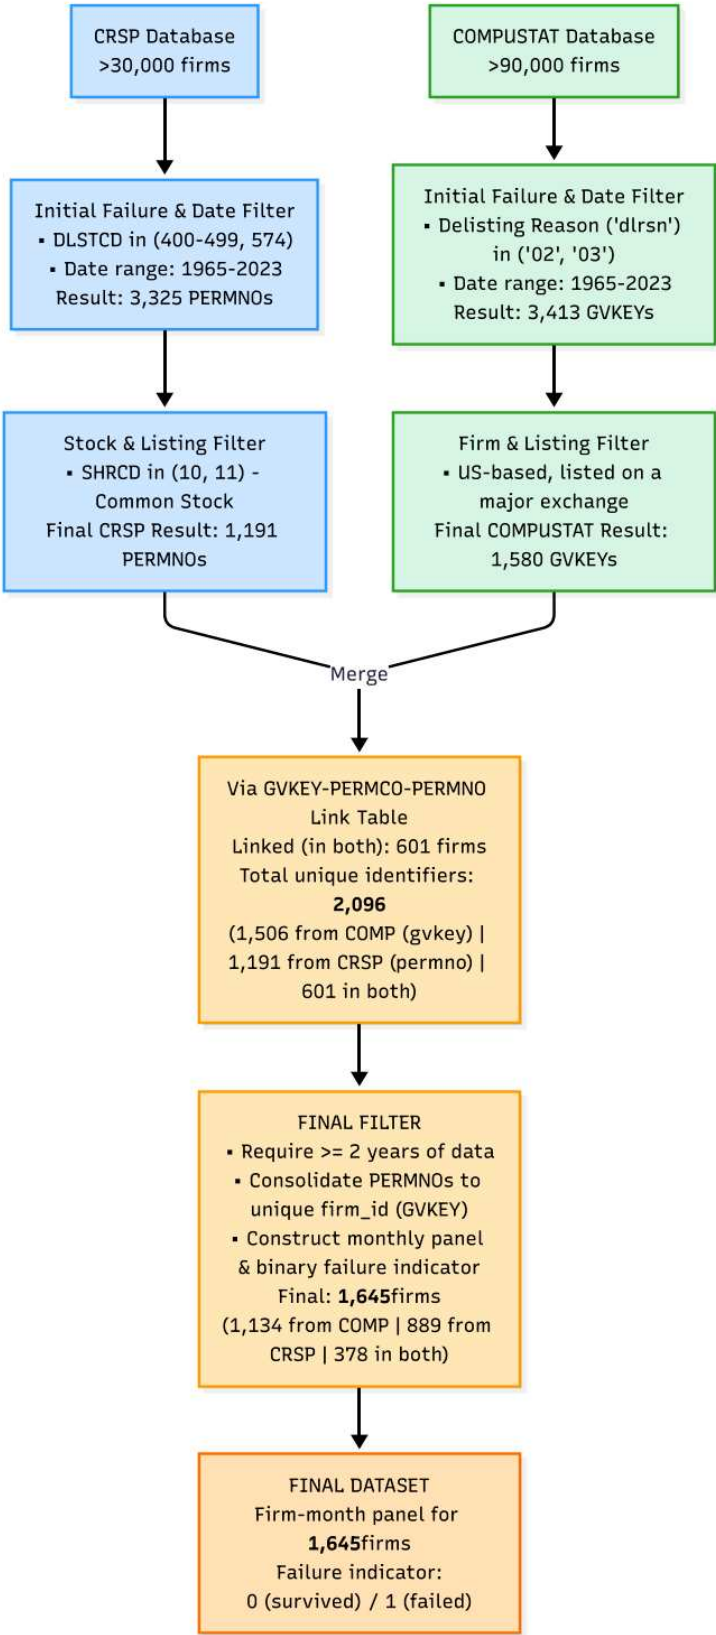 CRSP Database
>30,000 firms
COMPUSTAT Database
>90,000 firms
Initial Failure & Date Filter
▪ DLSTCD in (400-499, 574)
▪ Date range: 1965-2023
Result: 3,325 PERMNOs
Initial Failure & Date Filter
▪ Delisting Reason ('dlrsn')
in ('02', '03')
▪ Date range: 1965-2023
Result: 3,413 GVKEYs
Stock & Listing Filter
▪ SHRCD in (10, 11) -
Common Stock
Final CRSP Result: 1,191
PERMNOs
Firm & Listing Filter
▪ US-based, listed on a
major exchange
Final COMPUSTAT Result:
1,580 GVKEYs
Merge
Via GVKEY-PERMCO-PERMNO
Link Table
Linked (in both): 601 firms
Total unique identifiers:
2,096
(1,506 from COMP (gvkey) |
1,191 from CRSP (permno) |
601 in both)
FINAL FILTER
▪ Require >= 2 years of data
▪ Consolidate PERMNOs to
unique firm_id (GVKEY)
▪ Construct monthly panel
& binary failure indicator
Final: 1,645firms
(1,134 from COMP | 889 from
CRSP | 378 in both)
FINAL DATASET
Firm-month panel for
1,645firms
Failure indicator:
0 (survived) / 1 (failed)